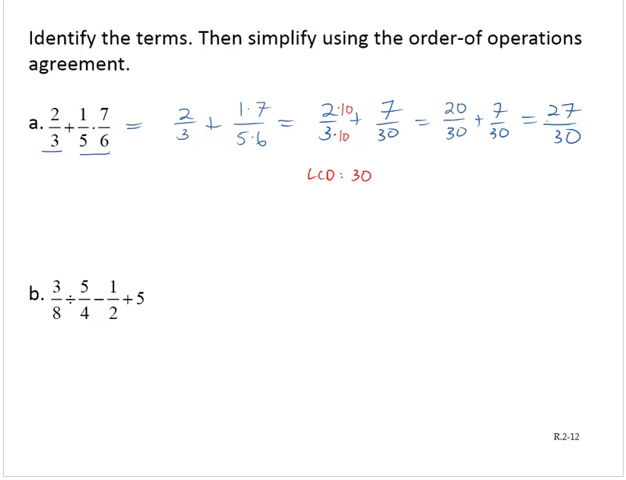 Identify the terms. Then simplify using the order-of operations
agreement.
a. 2/3 + 1/5 · 7/6 = 2/3 + 1·7/5·6 = 2·10/3·10 + 7/30 = 20/30 + 7/30 = 27/30
LCD: 30
b. 3/8 ÷ 5/4 − 1/2 + 5
R.2-12